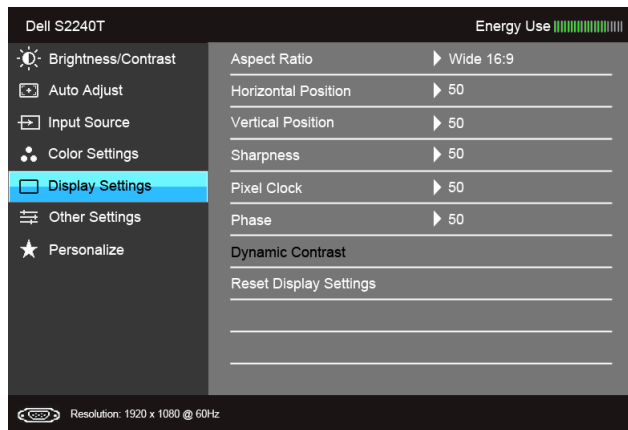 Dell S2240T
Energy Use
Brightness/Contrast
Auto Adjust
Input Source
Color Settings
Display Settings
Other Settings
Personalize
Aspect Ratio Wide 16:9
Horizontal Position 50
Vertical Position 50
Sharpness 50
Pixel Clock 50
Phase 50
Dynamic Contrast
Reset Display Settings
Resolution: 1920 x 1080 @ 60Hz